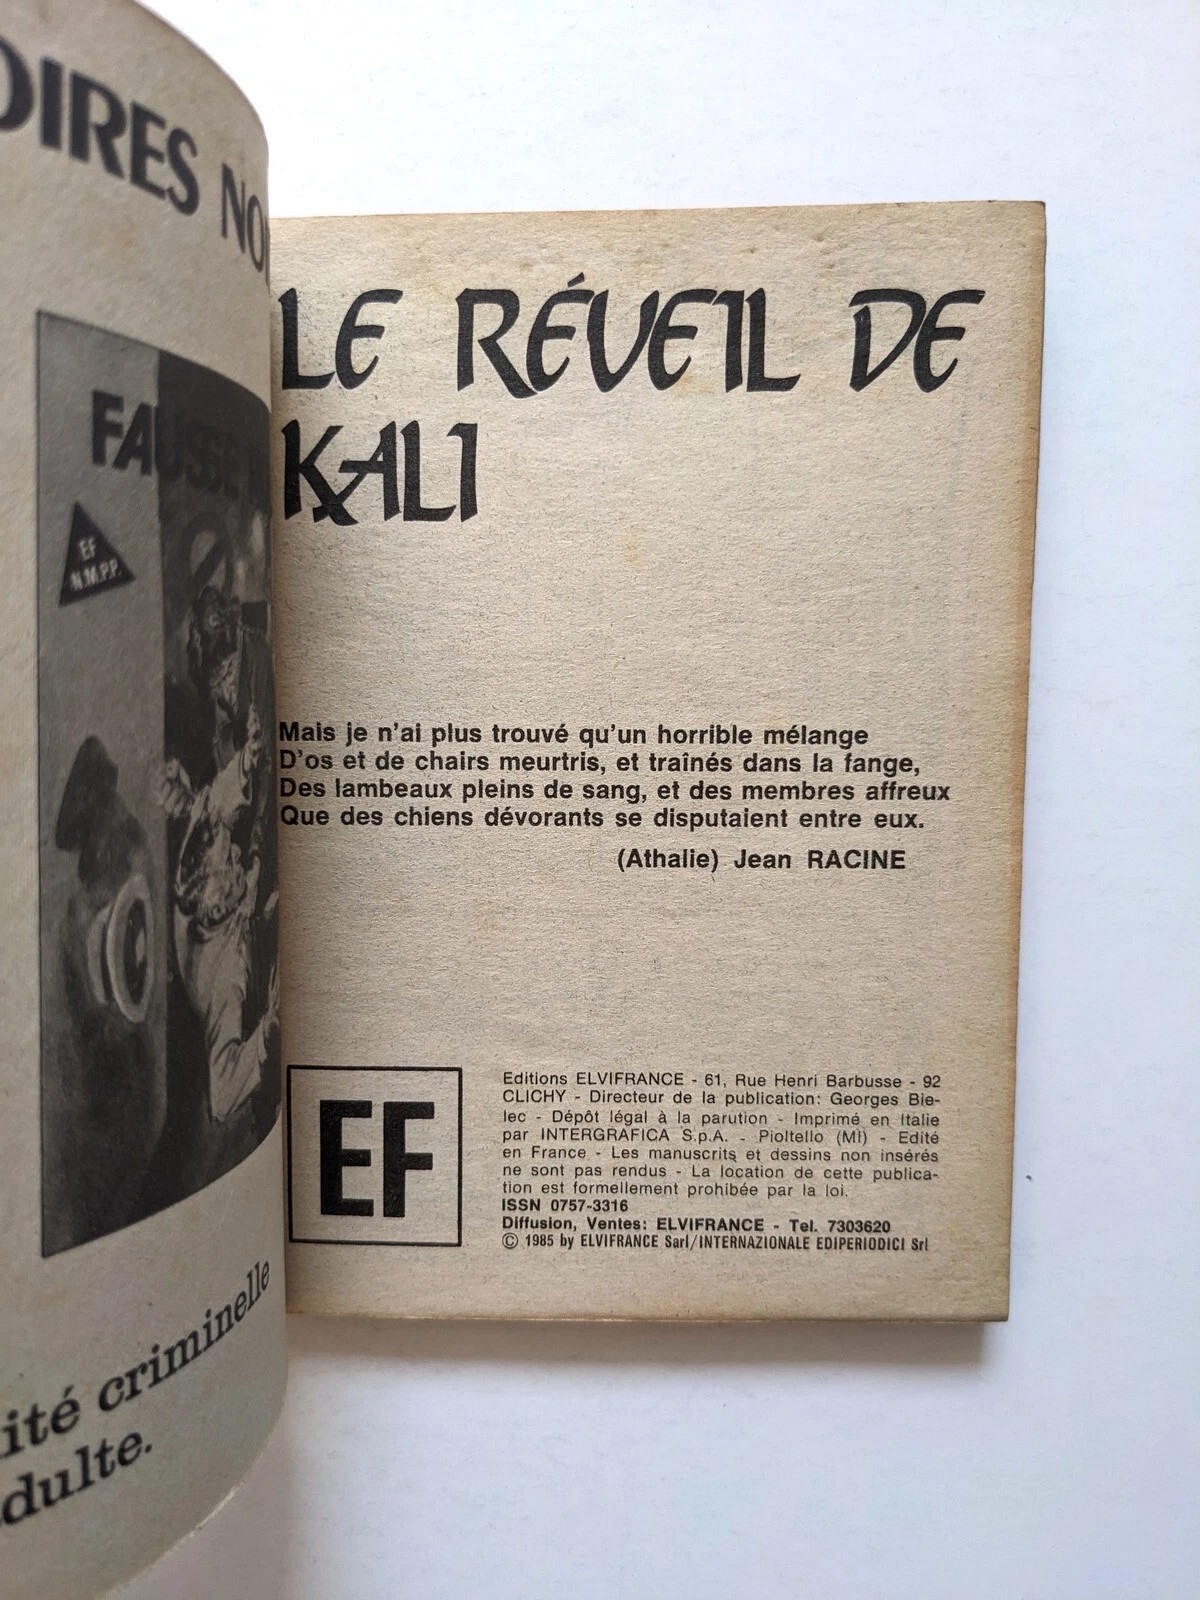 OIRES
FAUSSE
EF
N.M.P.P.
ité criminelle
dulte.
LE RÉVEIL DE
KALI
Mais je n'ai plus trouvé qu'un horrible mélange
D'os et de chairs meurtris, et traînés dans la fange,
Des lambeaux pleins de sang, et des membres affreux
Que des chiens dévorants se disputaient entre eux.
(Athalie) Jean RACINE
EF
Editions ELVIFRANCE - 61, Rue Henri Barbusse - 92
CLICHY - Directeur de la publication: Georges Bie-
lec - Dépôt légal à la parution - Imprimé en Italie
par INTERGRAFICA S.p.A. - Pioltello (MI) - Edité
en France - Les manuscrits et dessins non insérés
ne sont pas rendus - La location de cette publica-
tion est formellement prohibée par la loi.
ISSN 0757-3316
Diffusion, Ventes: ELVIFRANCE - Tel. 7303620
© 1985 by ELVIFRANCE Sarl/INTERNAZIONALE EDIPERIODICI Srl